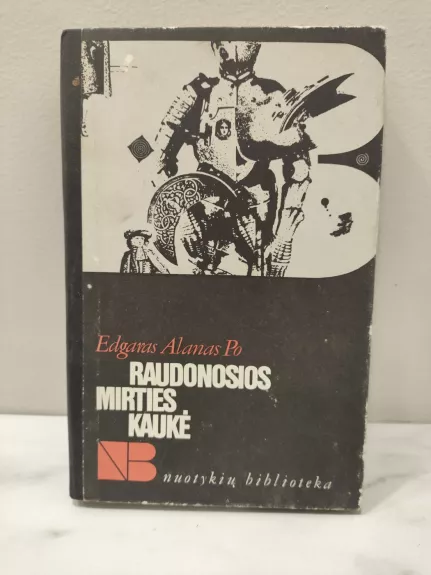 Edgaras Alanas Po
RAUDONOSIOS
MIRTIES
KAUKĖ
NB
nuotykių biblioteka